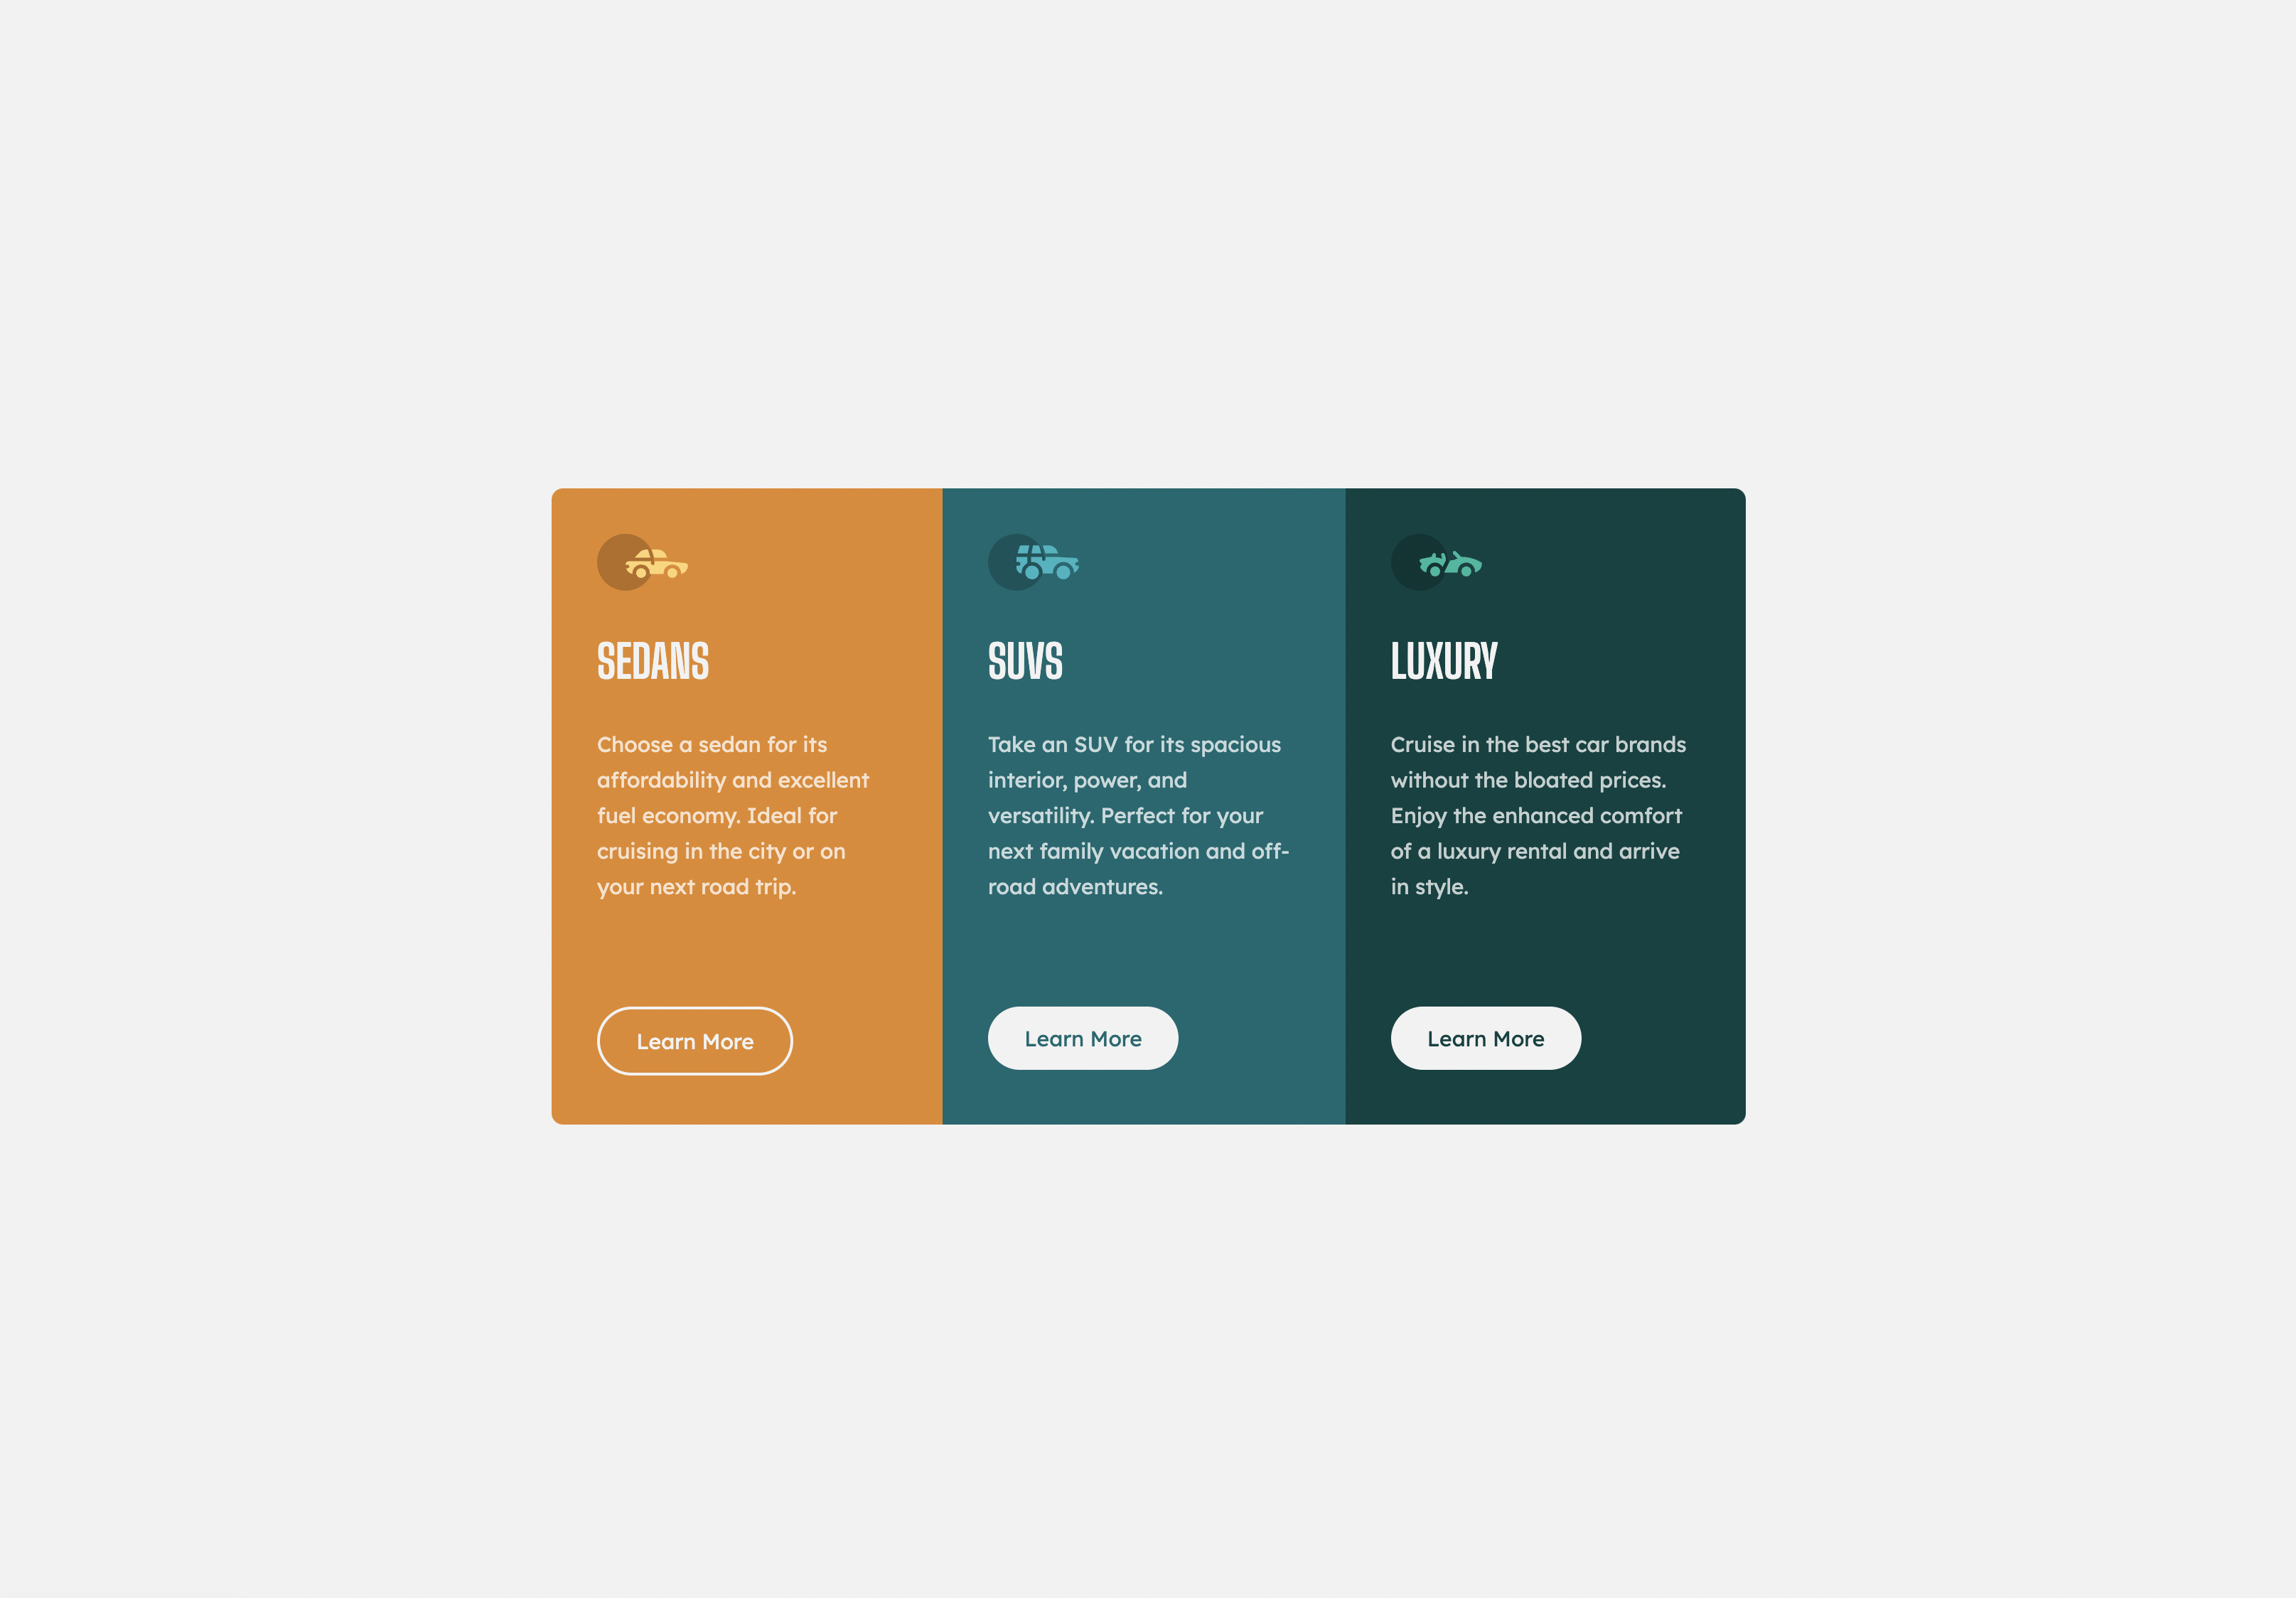 SEDANS
Choose a sedan for its
affordability and excellent
fuel economy. Ideal for
cruising in the city or on
your next road trip.
Learn More
SUVS
Take an SUV for its spacious
interior, power, and
versatility. Perfect for your
next family vacation and off-
road adventures.
Learn More
LUXURY
Cruise in the best car brands
without the bloated prices.
Enjoy the enhanced comfort
of a luxury rental and arrive
in style.
Learn More